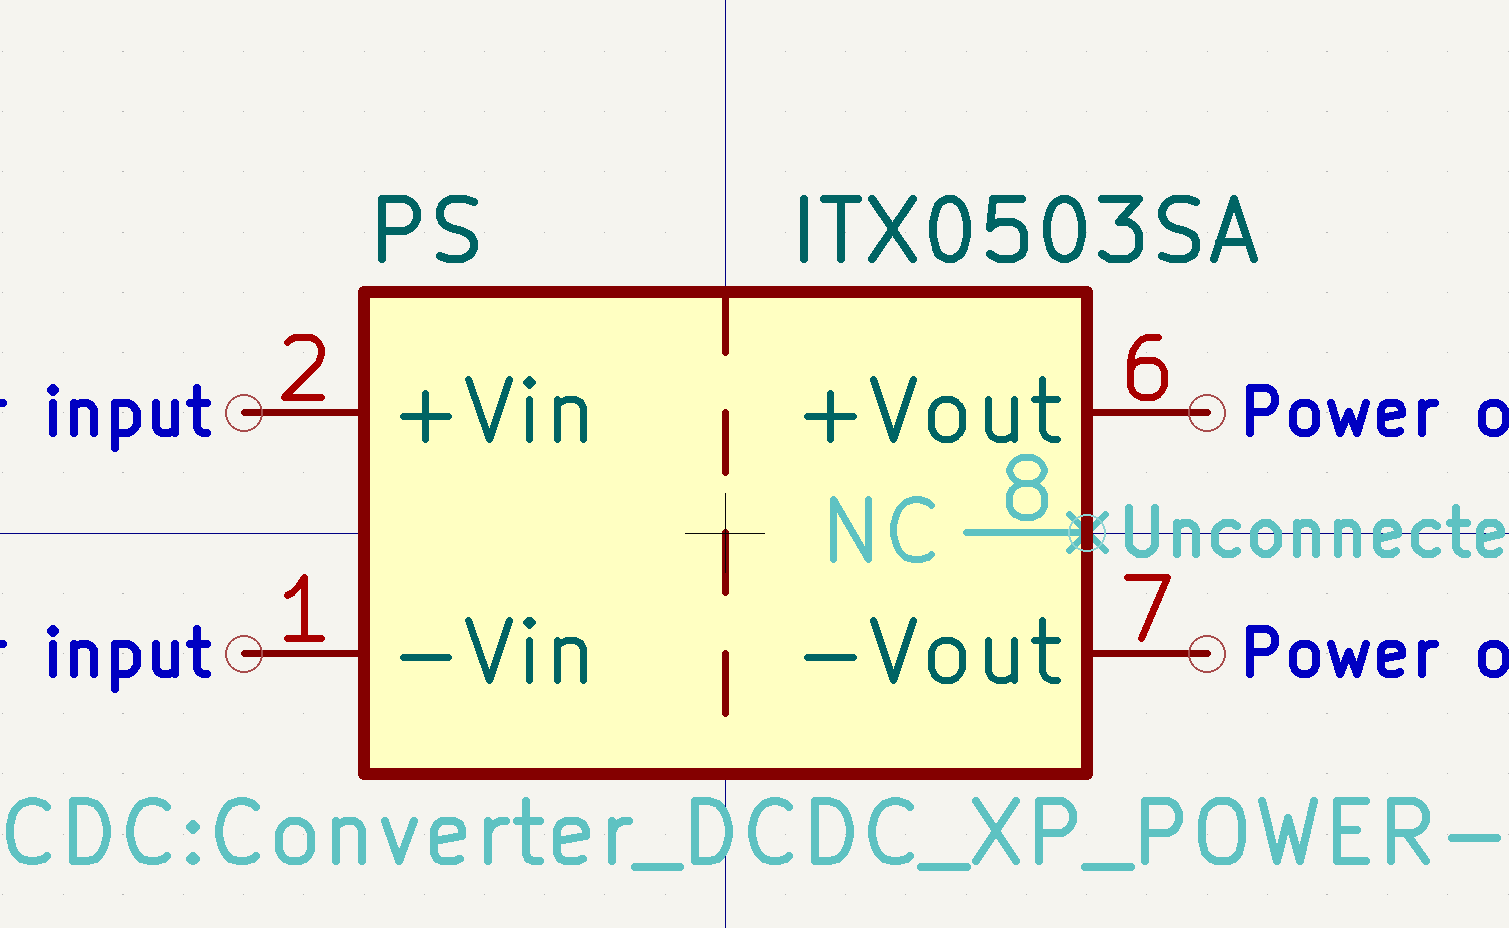 PS ITX0503SA
2 6
input +Vin +Vout Power
8
NC Unconnecte
1 7
input -Vin -Vout Power
CDC:Converter_DCDC_XP_POWER-